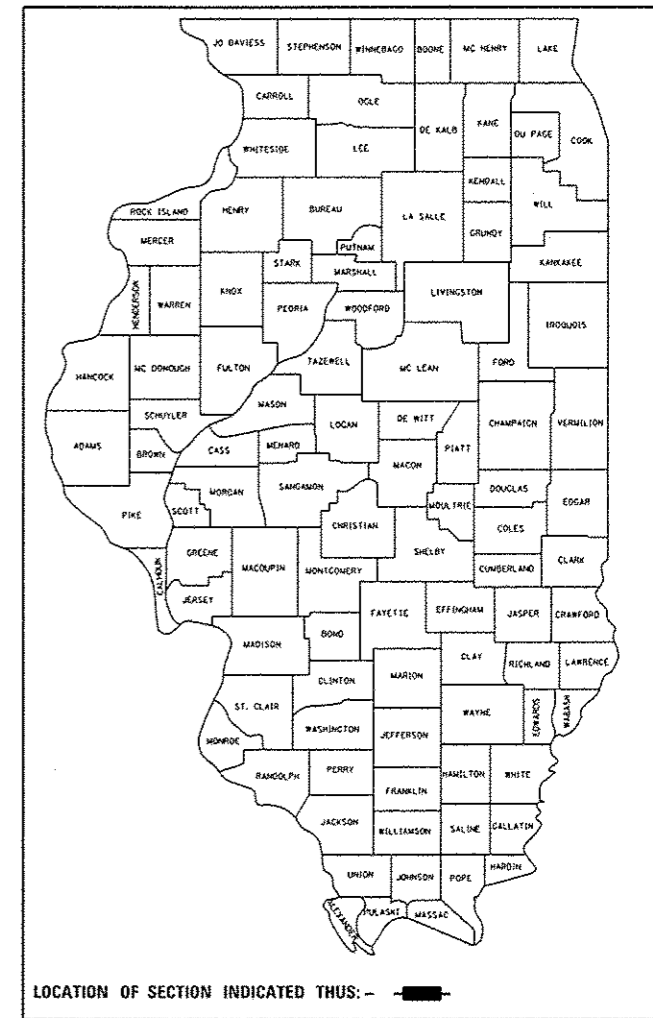 JO DAVIESS STEPHENSON WINNEBAGO BOONE MC HENRY LAKE
CARROLL OGLE DE KALB KANE DU PAGE COOK
WHITESIDE LEE KENDALL WILL
ROCK ISLAND HENRY BUREAU LA SALLE GRUNDY
MERCER PUTNAM KANKAKEE
HENDERSON WARREN KNOX STARK MARSHALL LIVINGSTON
PEORIA WOODFORD IROQUOIS
HANCOCK MC DONOUGH FULTON TAZEWELL MC LEAN FORD
SCHUYLER MASON LOGAN DE WITT CHAMPAIGN VERMILION
ADAMS BROWN CASS MENARD MACON PIATT
PIKE SCOTT MORGAN SANGAMON MOULTRIE DOUGLAS EDGAR
CHRISTIAN COLES
CALHOUN GREENE MACOUPIN MONTGOMERY SHELBY CUMBERLAND CLARK
JERSEY FAYETTE EFFINGHAM JASPER CRAWFORD
MADISON BOND CLAY RICHLAND LAWRENCE
CLINTON MARION
ST. CLAIR WASHINGTON WAYNE EDWARDS WABASH
MONROE JEFFERSON
RANDOLPH PERRY HAMILTON WHITE
FRANKLIN
JACKSON WILLIAMSON SALINE GALLATIN
UNION JOHNSON POPE HARDIN
ALEXANDER PULASKI MASSAC
LOCATION OF SECTION INDICATED THUS: -